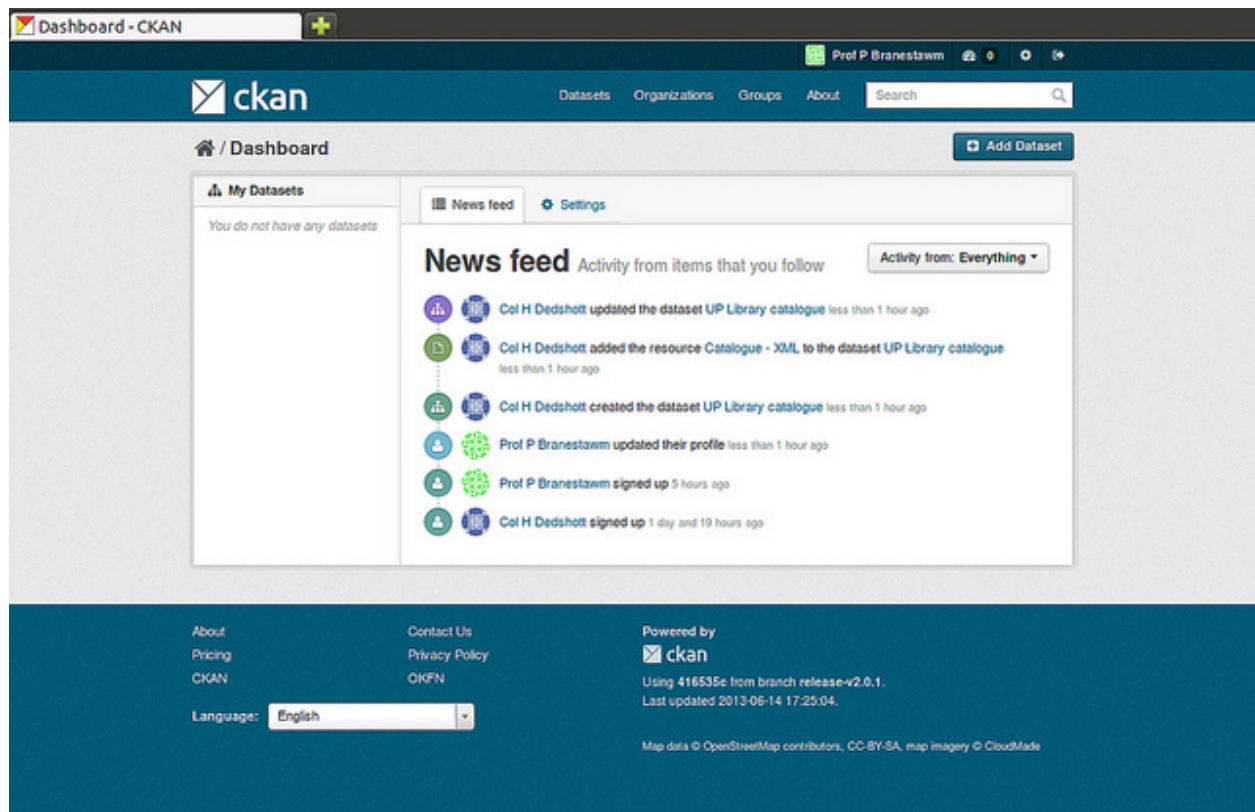 Dashboard - CKAN
Prof P Branestawm 0
ckan
Datasets Organizations Groups About Search
/ Dashboard
Add Dataset
My Datasets
You do not have any datasets
News feed Settings
News feed Activity from items that you follow
Activity from: Everything
Col H Dedshott updated the dataset UP Library catalogue less than 1 hour ago
Col H Dedshott added the resource Catalogue - XML to the dataset UP Library catalogue
less than 1 hour ago
Col H Dedshott created the dataset UP Library catalogue less than 1 hour ago
Prof P Branestawm updated their profile less than 1 hour ago
Prof P Branestawm signed up 5 hours ago
Col H Dedshott signed up 1 day and 19 hours ago
About
Pricing
CKAN
Language: English
Contact Us
Privacy Policy
OKFN
Powered by
ckan
Using 416535c from branch release-v2.0.1.
Last updated 2013-06-14 17:25:04.
Map data © OpenStreetMap contributors, CC-BY-SA, map imagery © CloudMade